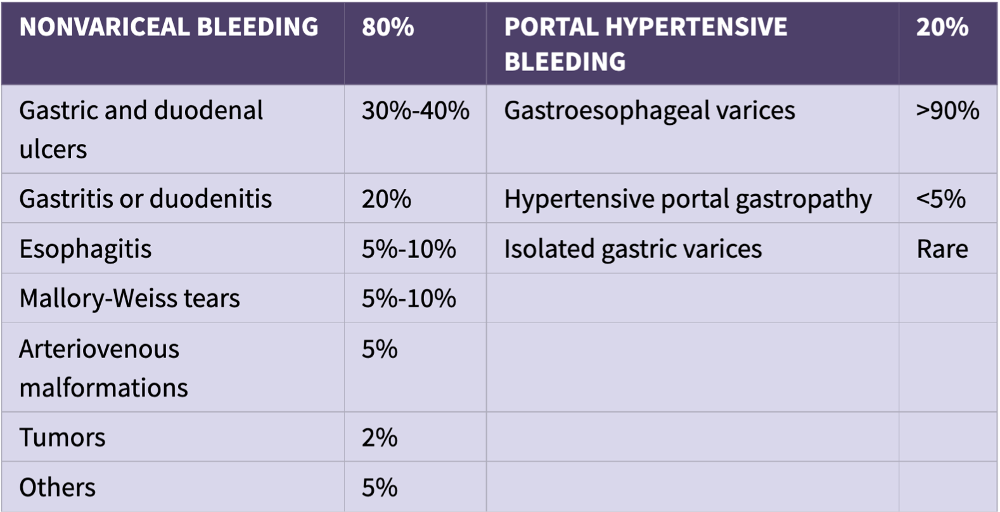 NONVARICEAL BLEEDING 80% PORTAL HYPERTENSIVE 20%
BLEEDING
Gastric and duodenal 30%-40% Gastroesophageal varices >90%
ulcers
Gastritis or duodenitis 20% Hypertensive portal gastropathy <5%
Esophagitis 5%-10% Isolated gastric varices Rare
Mallory-Weiss tears 5%-10%
Arteriovenous 5%
malformations
Tumors 2%
Others 5%